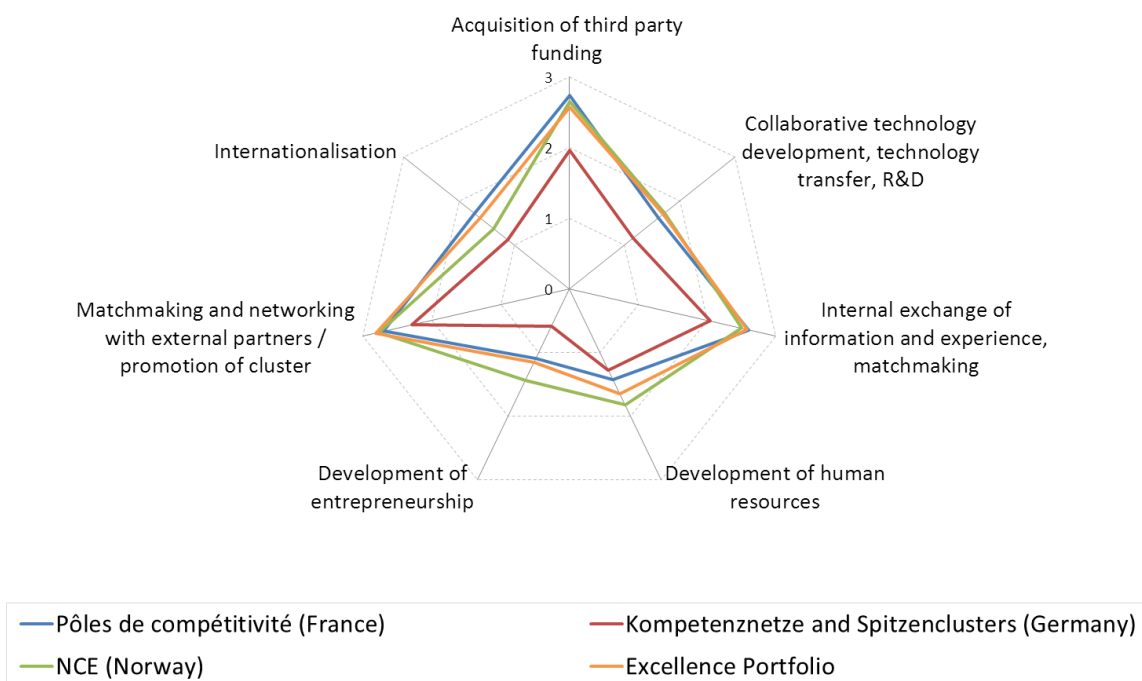 Acquisition of third party
funding
3
Collaborative technology
development, technology
transfer, R&D
Internationalisation
2
1
0
Matchmaking and networking
with external partners /
promotion of cluster
Internal exchange of
information and experience,
matchmaking
Development of
entrepreneurship
Development of human
resources
Pôles de compétitivité (France)
Kompetenznetze and Spitzenclusters (Germany)
NCE (Norway)
Excellence Portfolio